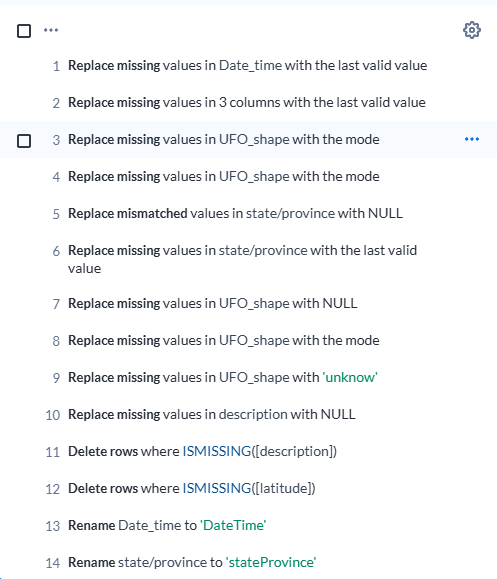 1 Replace missing values in Date_time with the last valid value
2 Replace missing values in 3 columns with the last valid value
3 Replace missing values in UFO_shape with the mode
4 Replace missing values in UFO_shape with the mode
5 Replace mismatched values in state/province with NULL
6 Replace missing values in state/province with the last valid
value
7 Replace missing values in UFO_shape with NULL
8 Replace missing values in UFO_shape with the mode
9 Replace missing values in UFO_shape with 'unknow'
10 Replace missing values in description with NULL
11 Delete rows where ISMISSING([description])
12 Delete rows where ISMISSING([latitude])
13 Rename Date_time to 'DateTime'
14 Rename state/province to 'stateProvince'